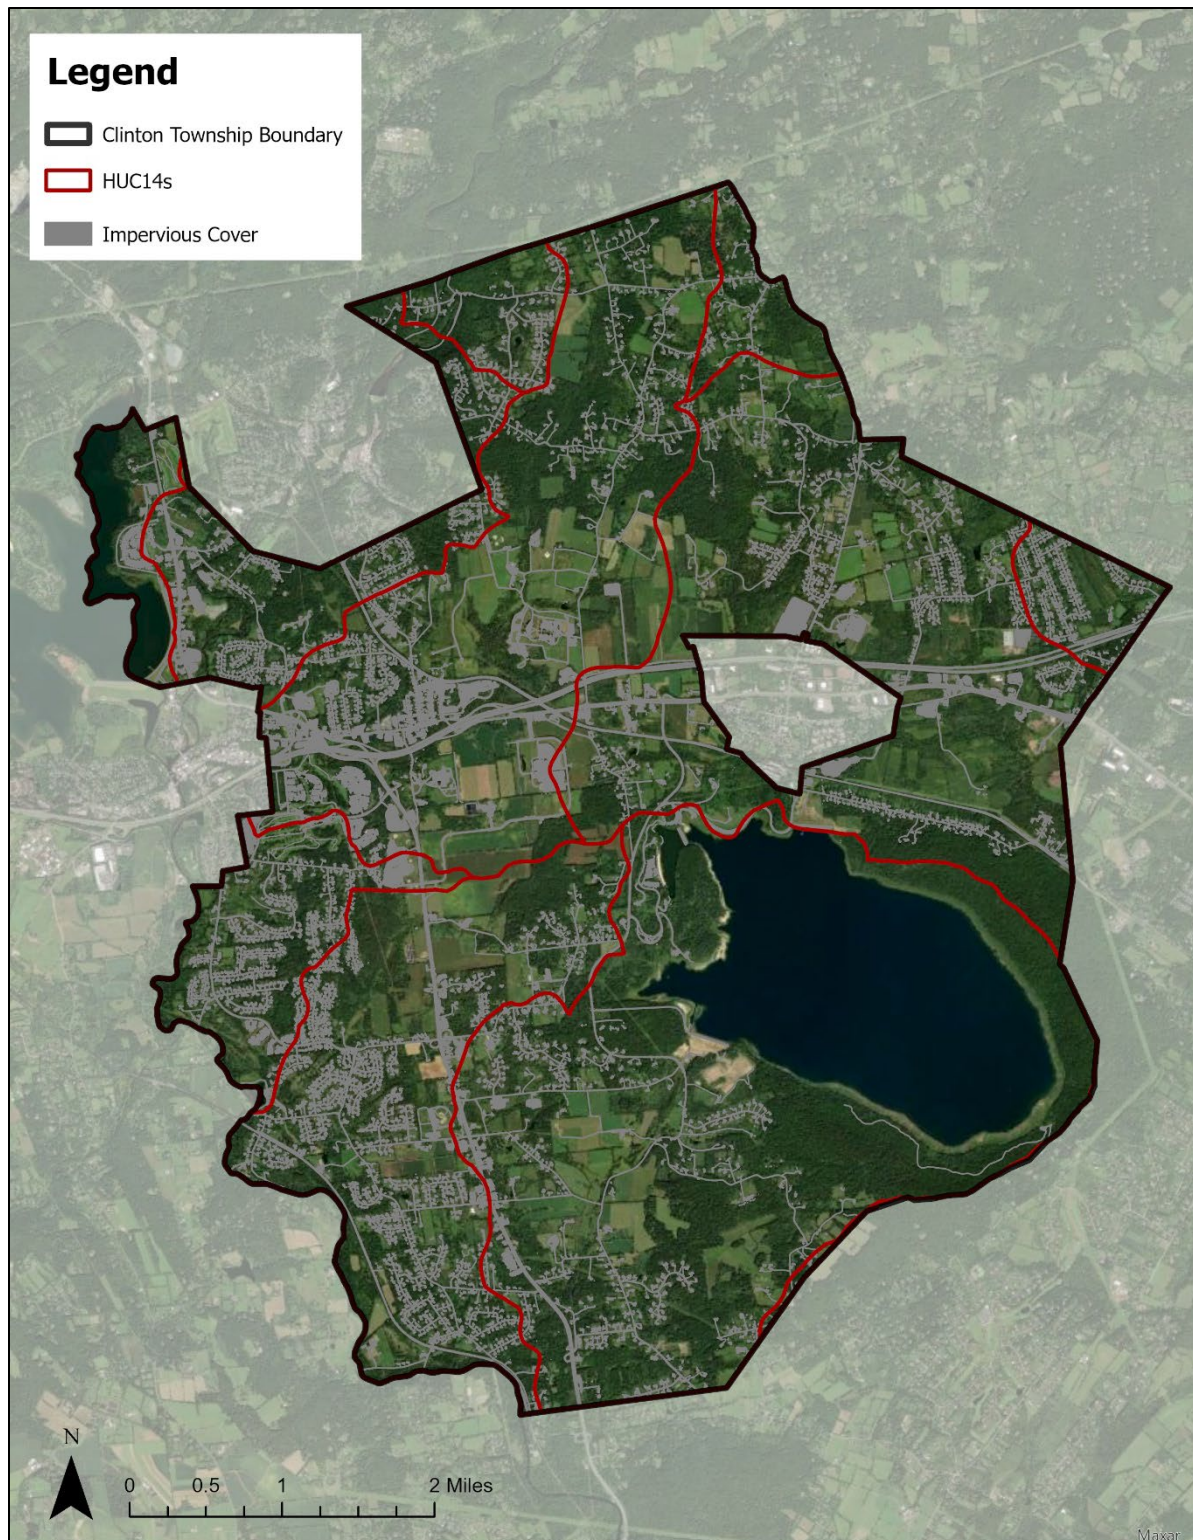 Legend
Clinton Township Boundary
HUC14s
Impervious Cover
N
0 0.5 1 2 Miles
Maxar